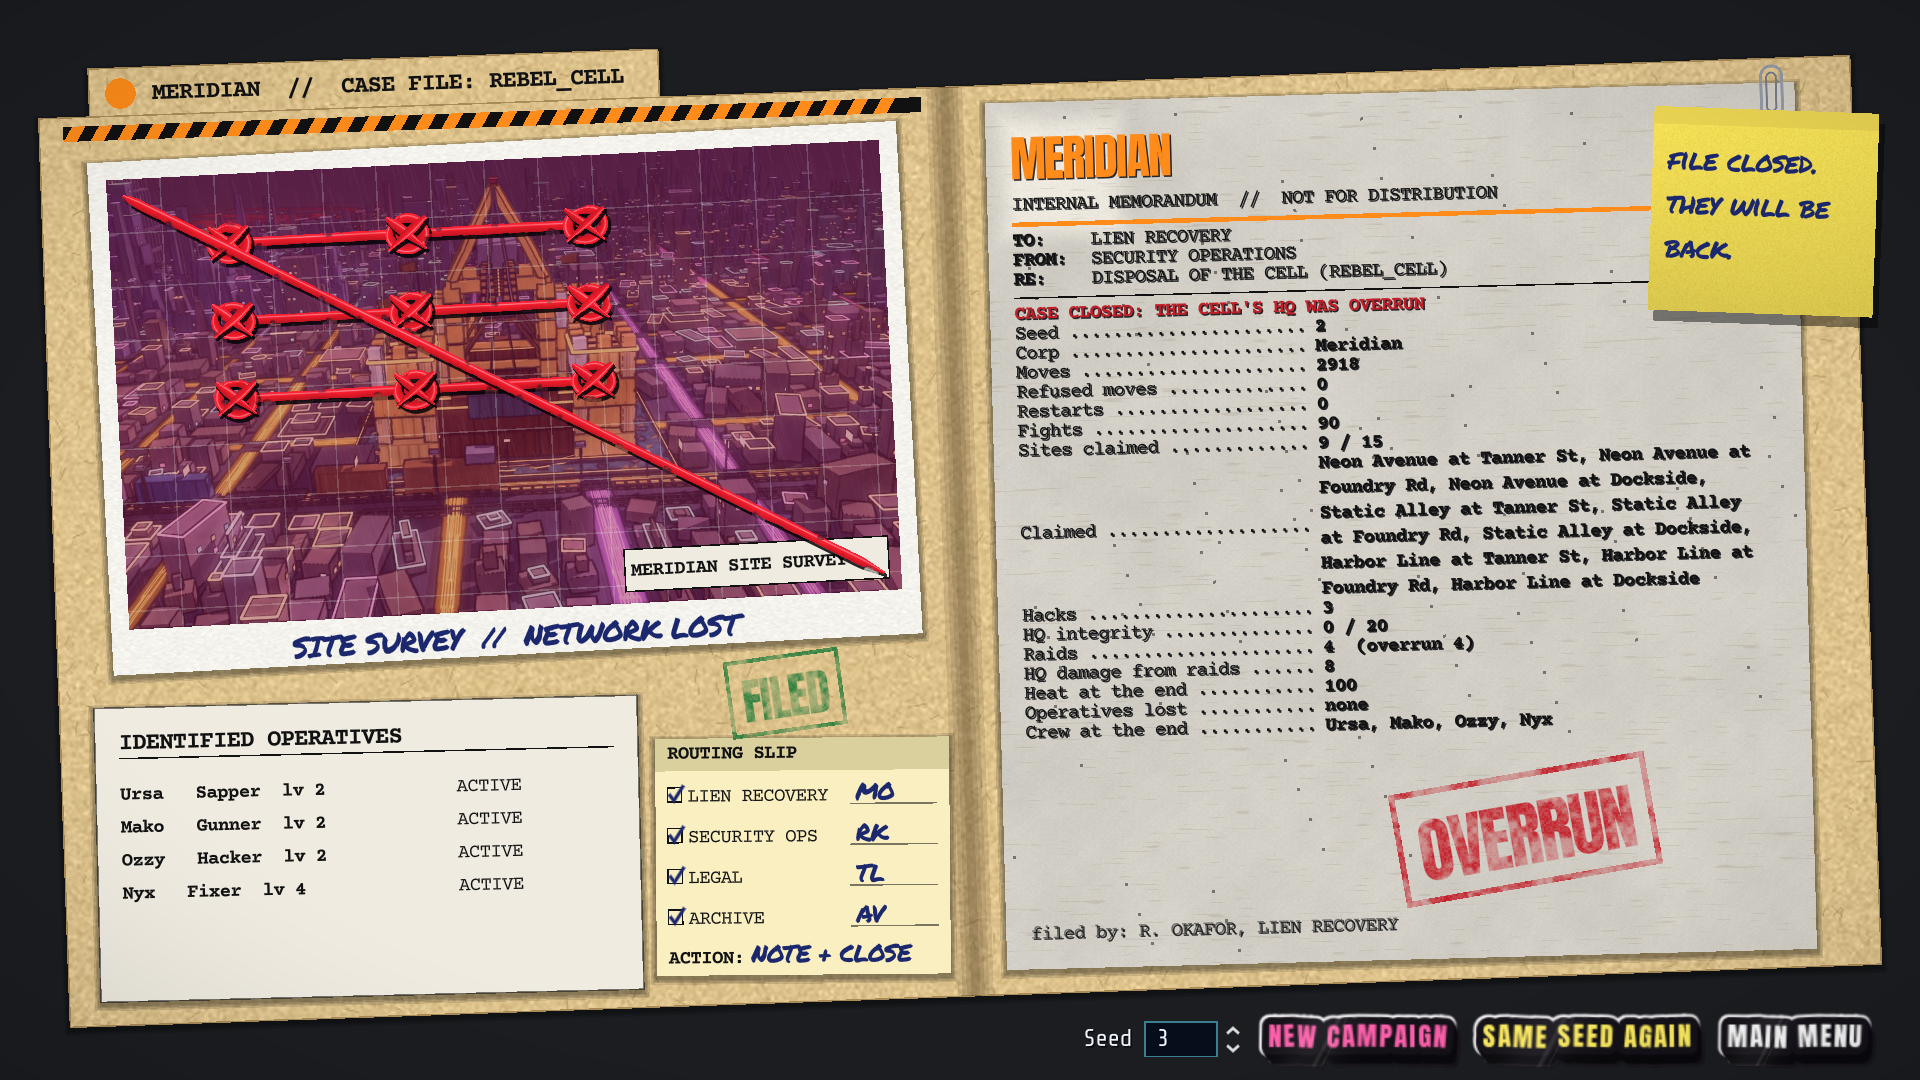 MERIDIAN // CASE FILE: REBEL_CELL
MERIDIAN SITE SURVEY
SITE SURVEY // NETWORK LOST
FILED
IDENTIFIED OPERATIVES
Ursa Sapper lv 2 ACTIVE
Mako Gunner lv 2 ACTIVE
Ozzy Hacker lv 2 ACTIVE
Nyx Fixer lv 4 ACTIVE
ROUTING SLIP
LIEN RECOVERY MO
SECURITY OPS RK
LEGAL TL
ARCHIVE AV
ACTION: NOTE + CLOSE
MERIDIAN
INTERNAL MEMORANDUM // NOT FOR DISTRIBUTION
TO: LIEN RECOVERY
FROM: SECURITY OPERATIONS
RE: DISPOSAL OF THE CELL (REBEL_CELL)
FILE CLOSED.
THEY WILL BE
BACK.
CASE CLOSED: THE CELL'S HQ WAS OVERRUN
Seed ...................... 2
Corp ...................... Meridian
Moves ..................... 2918
Refused moves .............. 0
Restarts .................. 0
Fights .................... 90
Sites claimed ............. 9 / 15
Claimed ................... Neon Avenue at Tanner St, Neon Avenue at
Foundry Rd, Neon Avenue at Dockside,
Static Alley at Tanner St, Static Alley
at Foundry Rd, Static Alley at Dockside,
Harbor Line at Tanner St, Harbor Line at
Foundry Rd, Harbor Line at Dockside
Hacks ..................... 3
HQ integrity .............. 0 / 20
Raids ..................... 4 (overrun 4)
HQ damage from raids ...... 8
Heat at the end ........... 100
Operatives lost ........... none
Crew at the end ........... Ursa, Mako, Ozzy, Nyx
OVERRUN
filed by: R. OKAFOR, LIEN RECOVERY
Seed 3 NEW CAMPAIGN SAME SEED AGAIN MAIN MENU